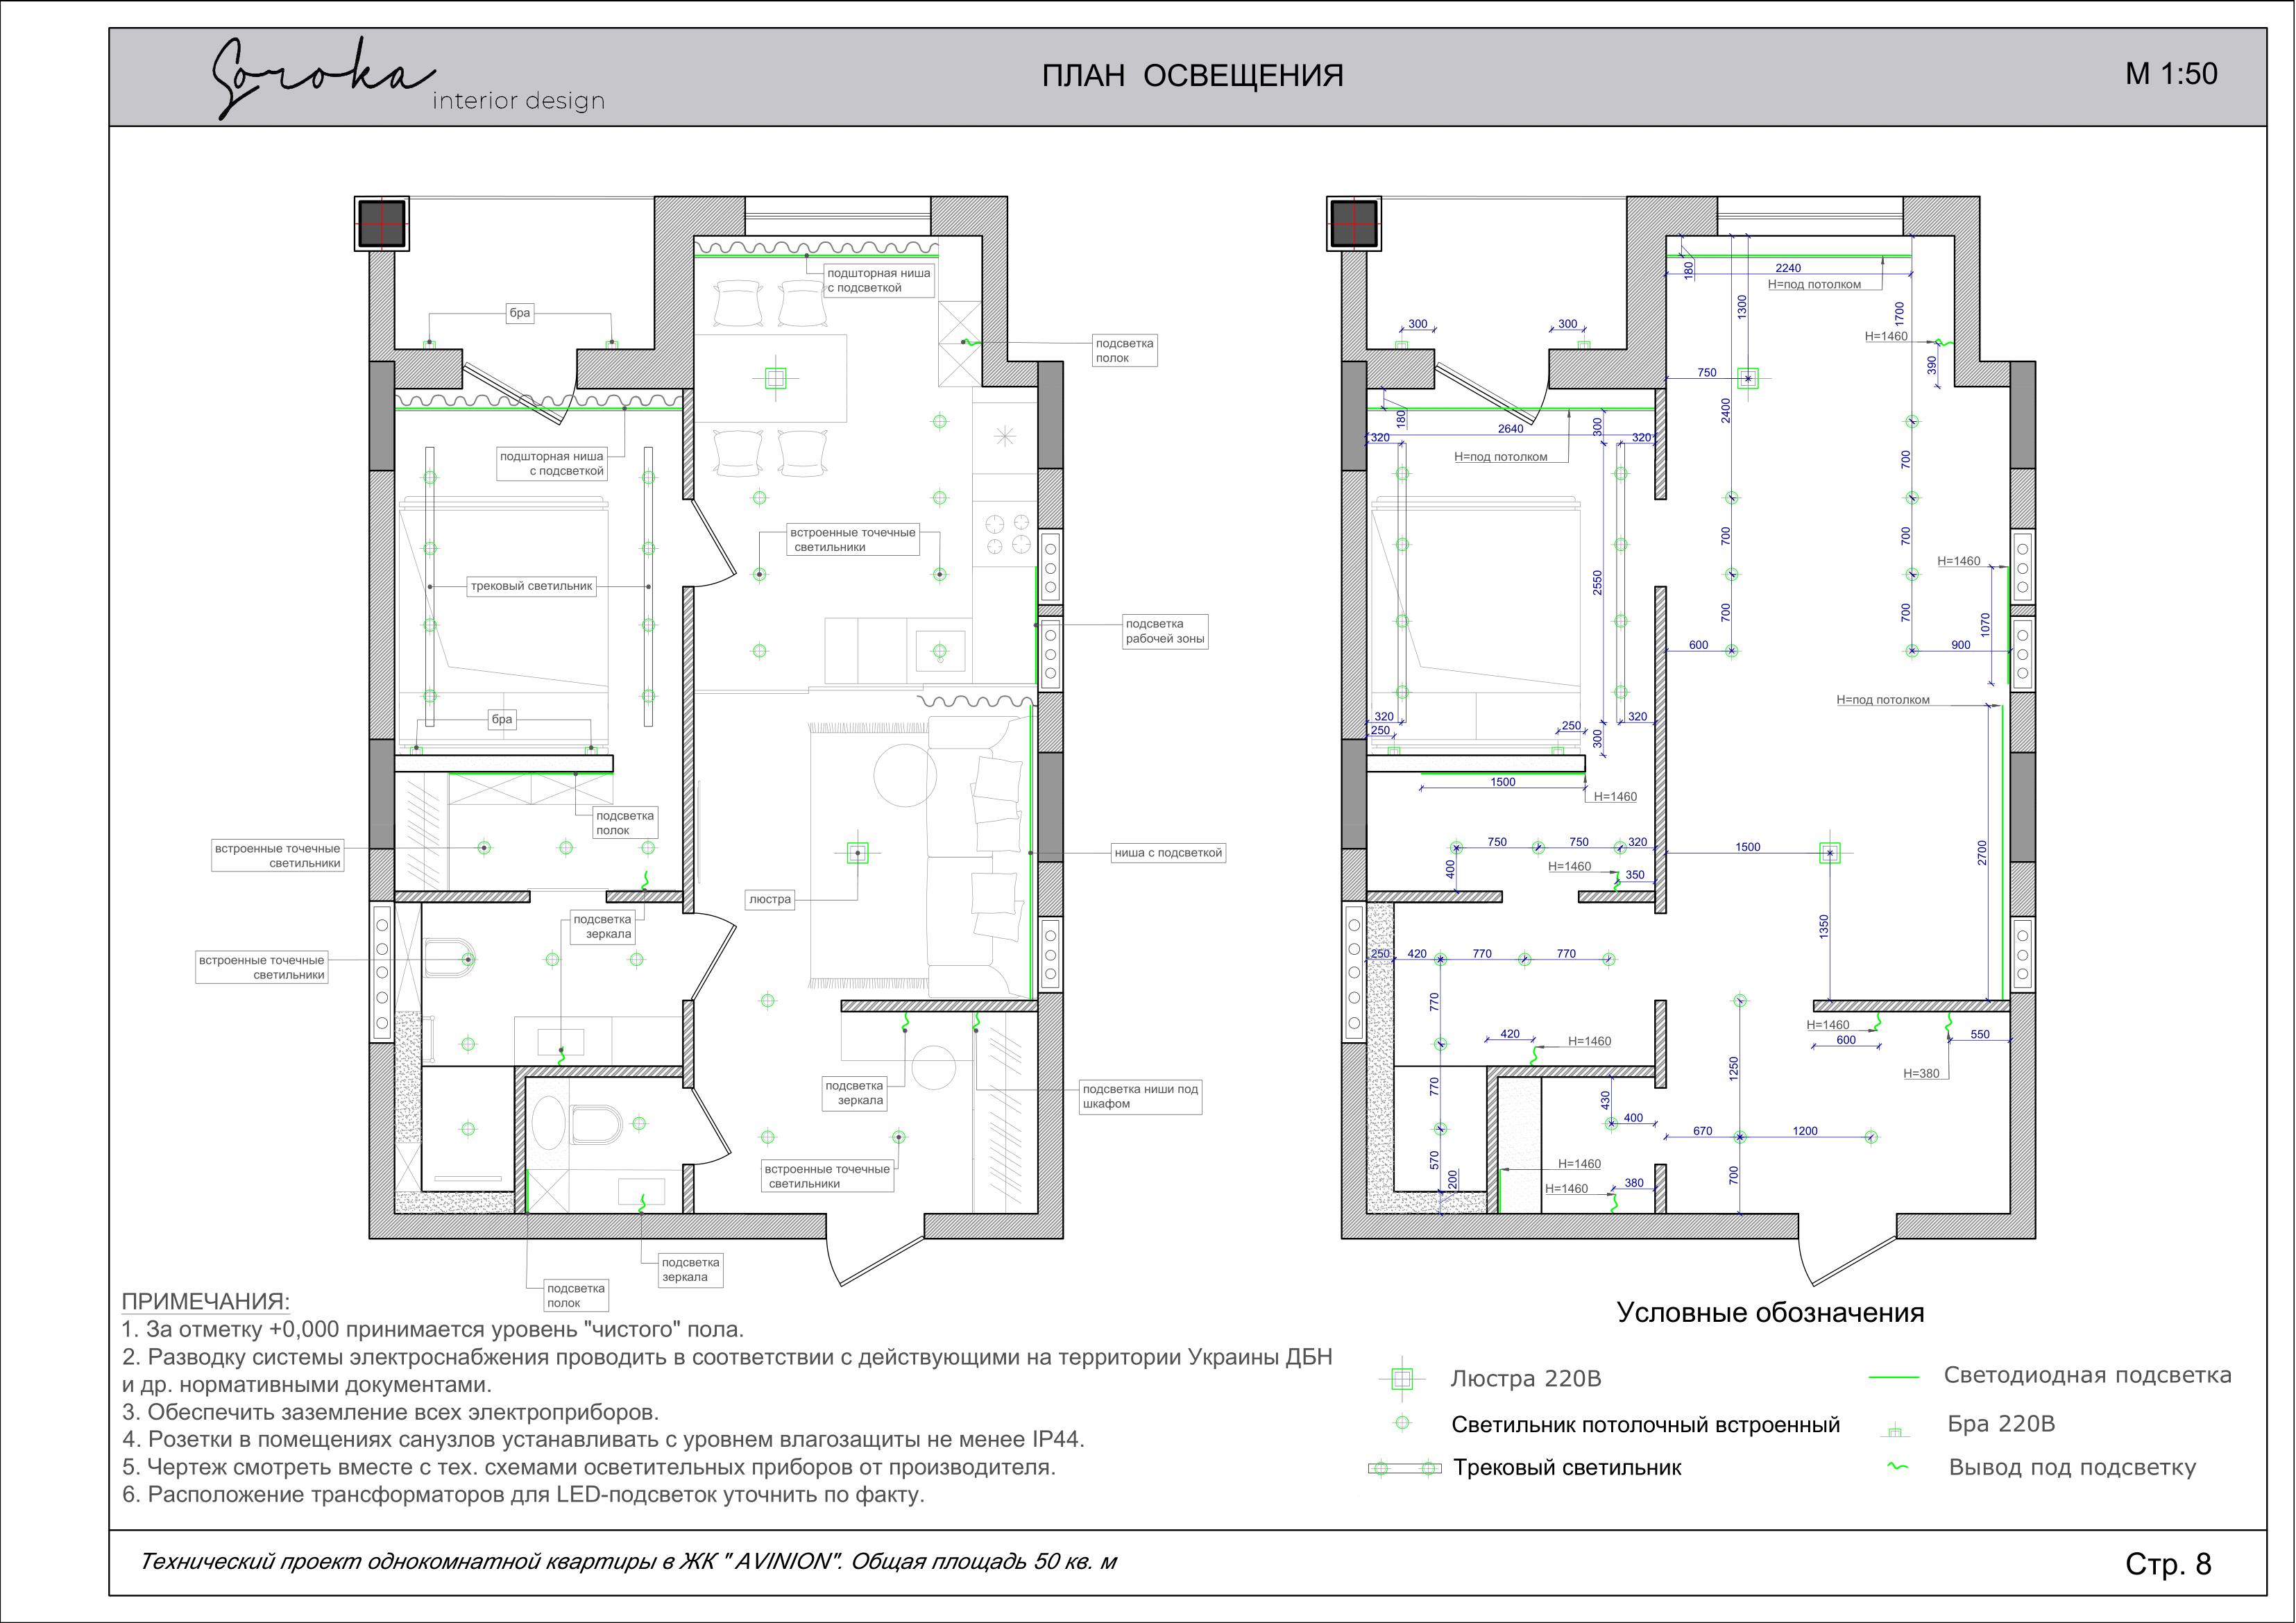 Soroka
interior design
ПЛАН ОСВЕЩЕНИЯ
М 1:50
подшторная ниша
с подсветкой
бра
подсветка
полок
подшторная ниша
с подсветкой
встроенные точечные
светильники
трековый светильник
подсветка
рабочей зоны
бра
подсветка
полок
встроенные точечные
светильники
ниша с подсветкой
люстра
подсветка
зеркала
встроенные точечные
светильники
подсветка
зеркала
подсветка ниши под
шкафом
встроенные точечные
светильники
подсветка
зеркала
подсветка
полок
180
2240
H=под потолком
1300
1700
300
300
H=1460
390
750
180
2400
2640
300
320
320
H=под потолком
700
700
700
2550
H=1460
1070
700
700
600
900
H=под потолком
320
250
250
320
300
1500
H=1460
750
750
320
400
H=1460
350
1500
2700
1350
250
420
770
770
770
420
H=1460
H=1460
600
550
H=380
1250
770
430
400
670
1200
570
200
H=1460
H=1460
380
700
ПРИМЕЧАНИЯ:
1. За отметку +0,000 принимается уровень "чистого" пола.
2. Разводку системы электроснабжения проводить в соответствии с действующими на территории Украины ДБН
и др. нормативными документами.
3. Обеспечить заземление всех электроприборов.
4. Розетки в помещениях санузлов устанавливать с уровнем влагозащиты не менее IP44.
5. Чертеж смотреть вместе с тех. схемами осветительных приборов от производителя.
6. Расположение трансформаторов для LED-подсветок уточнить по факту.
Условные обозначения
Люстра 220В
Светодиодная подсветка
Светильник потолочный встроенный
Бра 220В
Трековый светильник
Вывод под подсветку
Технический проект однокомнатной квартиры в ЖК " AVINION". Общая площадь 50 кв. м
Стр. 8